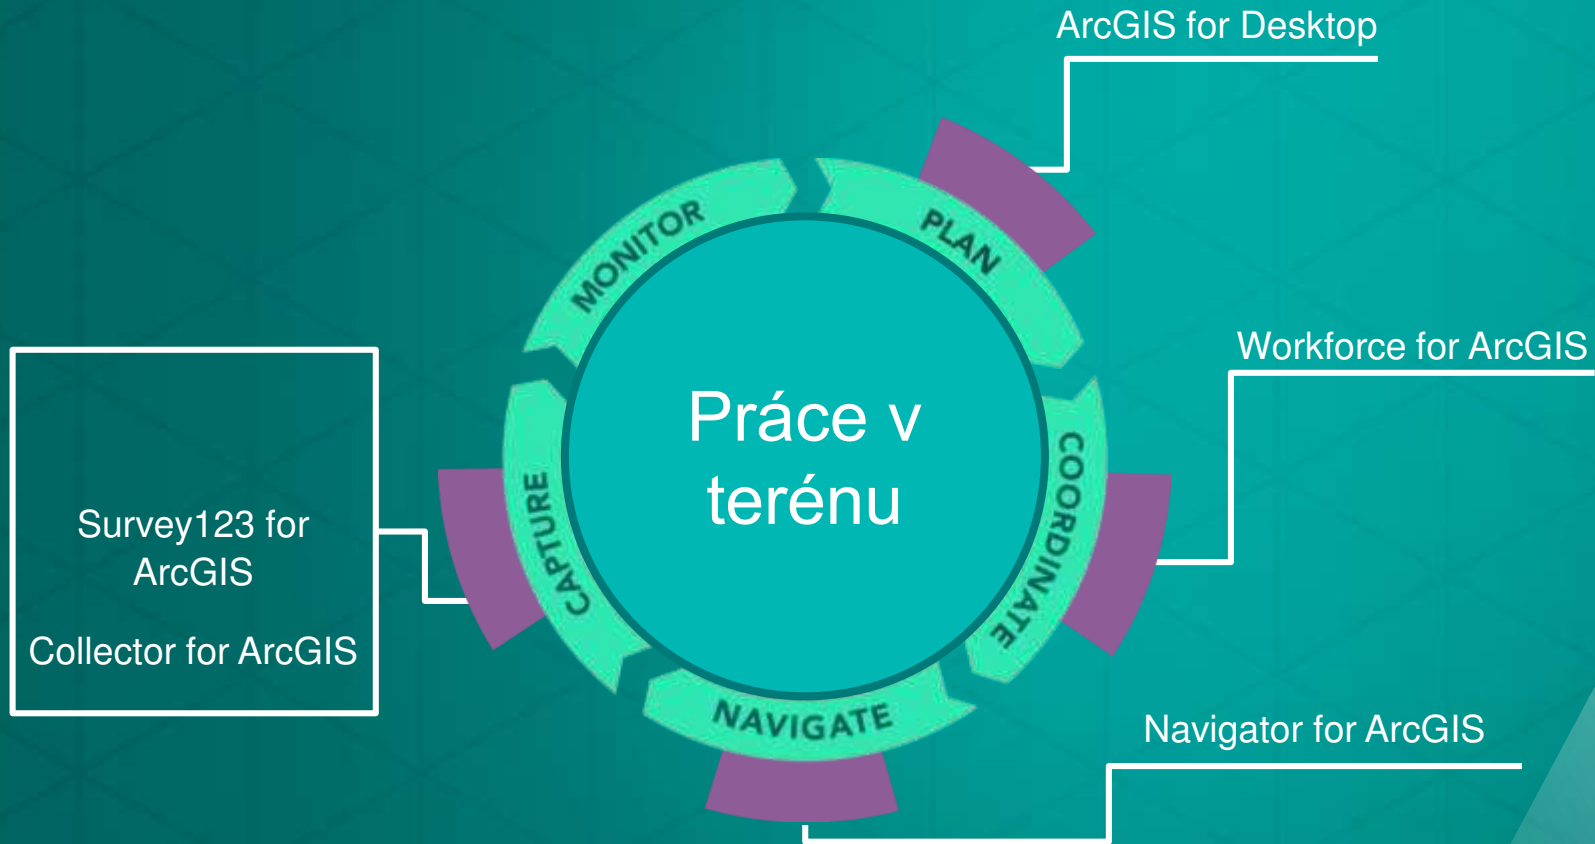 ArcGIS for Desktop
MONITOR
PLAN
Workforce for ArcGIS
Práce v
terénu
COORDINATE
CAPTURE
Survey123 for
ArcGIS
Collector for ArcGIS
NAVIGATE
Navigator for ArcGIS